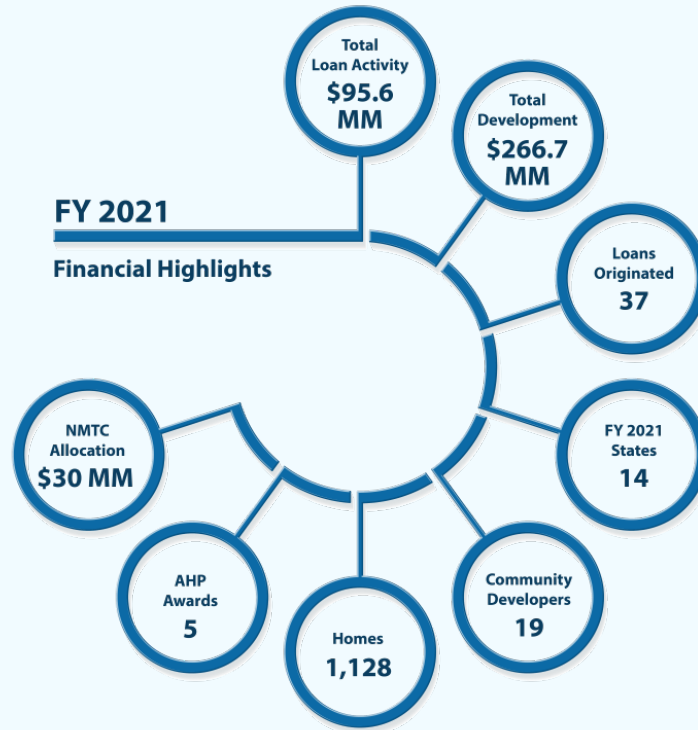 FY 2021
Financial Highlights
Total
Loan Activity
$95.6
MM
Total
Development
$266.7
MM
Loans
Originated
37
FY 2021
States
14
Community
Developers
19
Homes
1,128
AHP
Awards
5
NMTC
Allocation
$30 MM